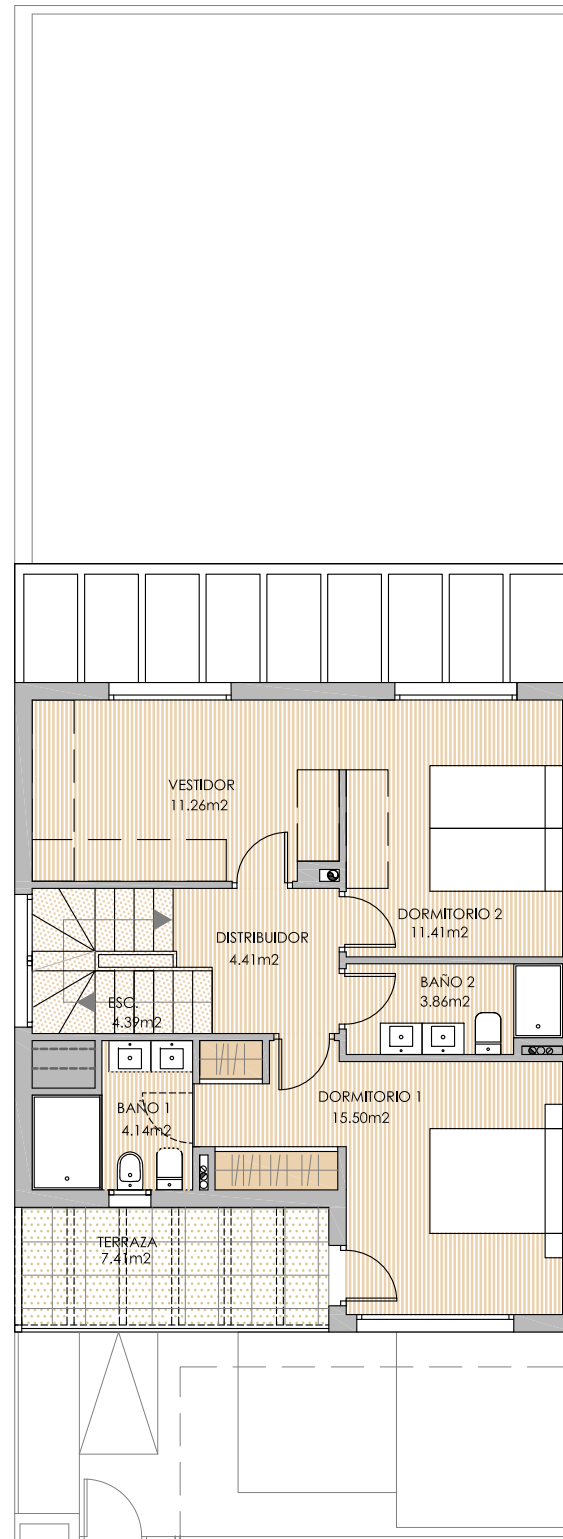 VESTIDOR
11.26m2
DORMITORIO 2
11.41m2
DISTRIBUIDOR
4.41m2
BAÑO 2
3.86m2
ESC.
4.39m2
DORMITORIO 1
15.50m2
BAÑO 1
4.14m2
TERRAZA
7.41m2